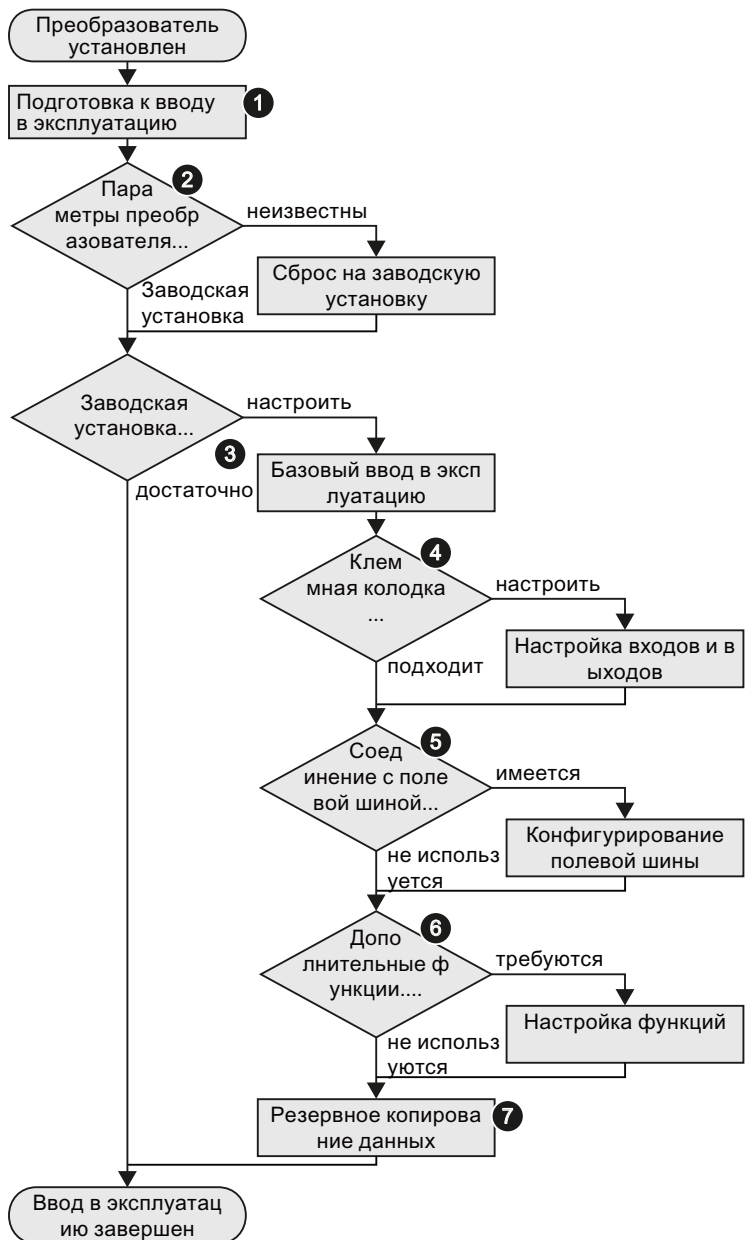 Преобразователь
установлен
Подготовка к вводу
в эксплуатацию
1
2
Пара
метры преобр
азователя...
неизвестны
Сброс на заводскую
установку
Заводская
установка
Заводская
установка...
настроить
3
достаточно
Базовый ввод в эксп
луатацию
4
Клем
мная колодка
...
настроить
Настройка входов и в
ыходов
подходит
5
Соед
инение с поле
вой шиной...
имеется
Конфигурирование
полевой шины
не использ
уется
6
Допо
лнительные ф
ункции....
требуются
Настройка функций
не использ
уются
Резервное копирова
ние данных
7
Ввод в эксплуатац
ию завершен